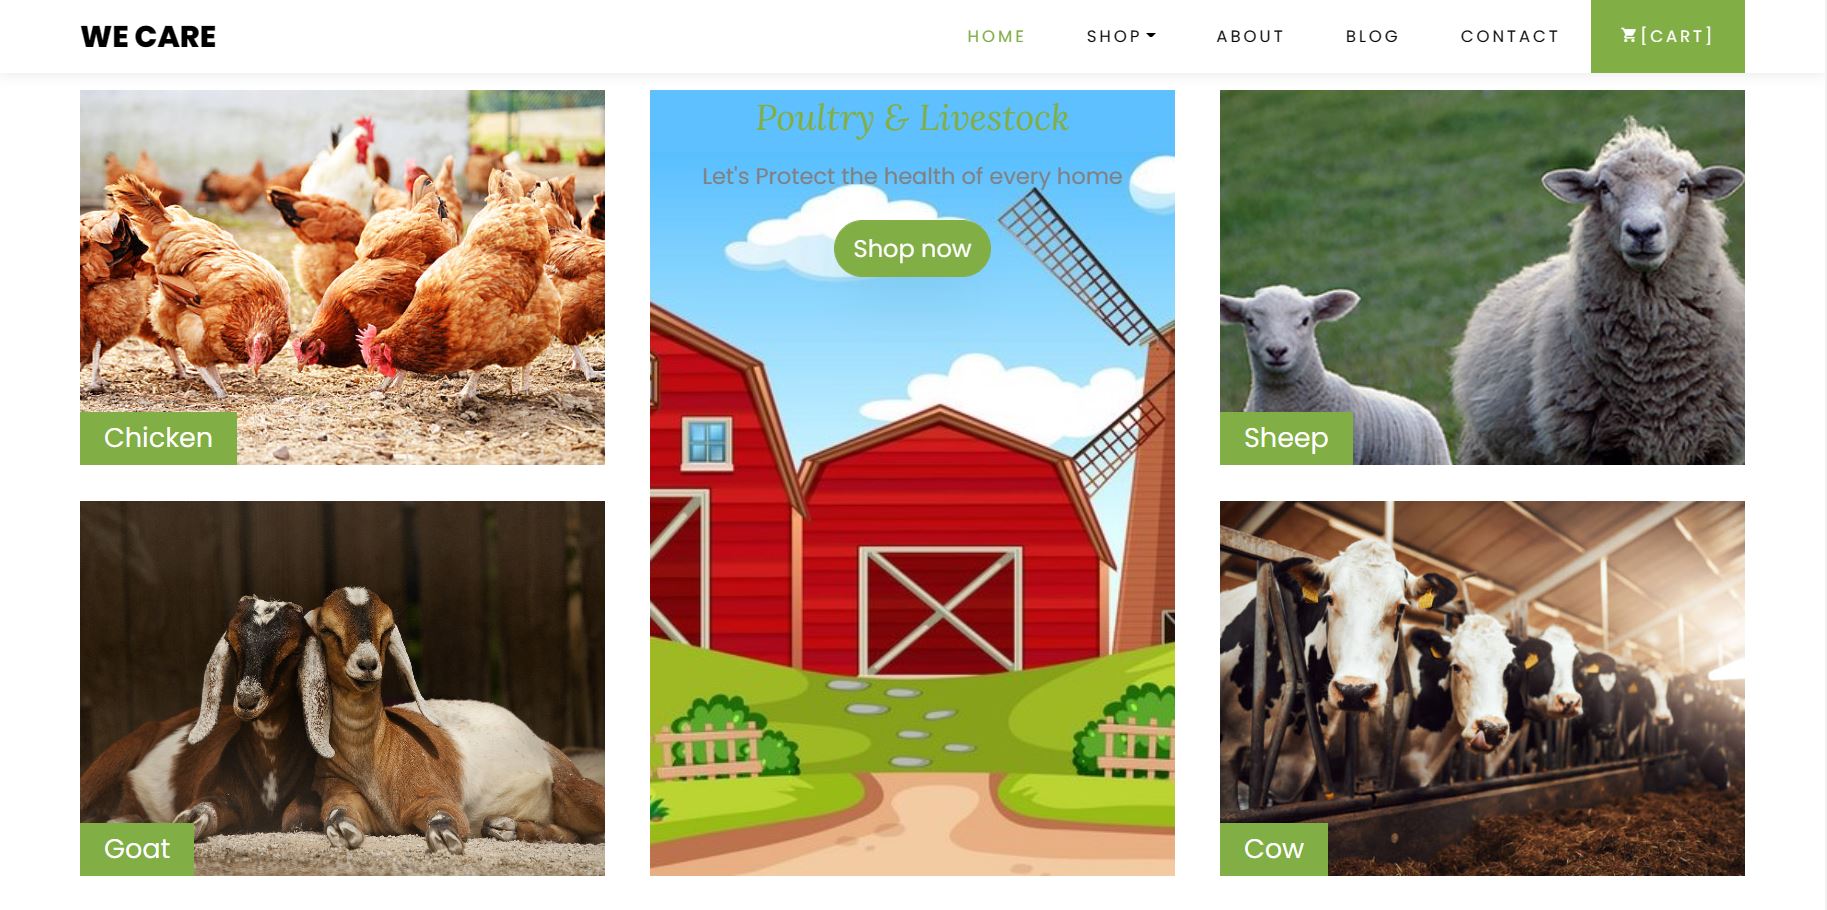 WE CARE
HOME SHOP ABOUT BLOG CONTACT [CART]
Poultry & Livestock
Let's Protect the health of every home
Shop now
Chicken
Sheep
Goat
Cow